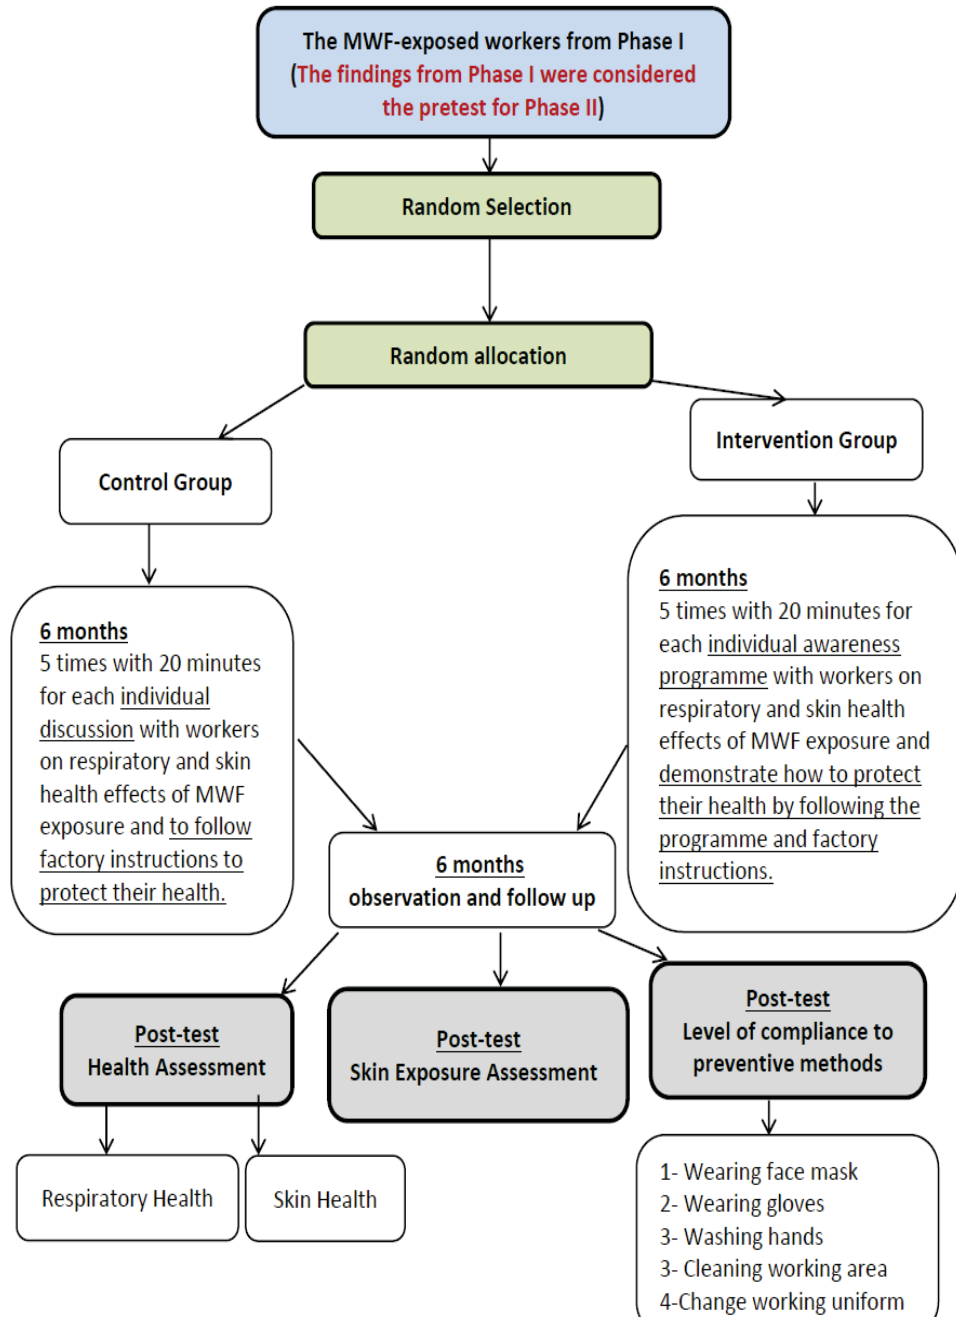 The MWF-exposed workers from Phase I
(The findings from Phase I were considered
the pretest for Phase II)
Random Selection
Random allocation
Control Group
Intervention Group
6 months
5 times with 20 minutes
for each individual
discussion with workers
on respiratory and skin
health effects of MWF
exposure and to follow
factory instructions to
protect their health.
6 months
5 times with 20 minutes for
each individual awareness
programme with workers on
respiratory and skin health
effects of MWF exposure and
demonstrate how to protect
their health by following the
programme and factory
instructions.
6 months
observation and follow up
Post-test
Health Assessment
Post-test
Skin Exposure Assessment
Post-test
Level of compliance to
preventive methods
Respiratory Health
Skin Health
1- Wearing face mask
2- Wearing gloves
3- Washing hands
3- Cleaning working area
4-Change working uniform